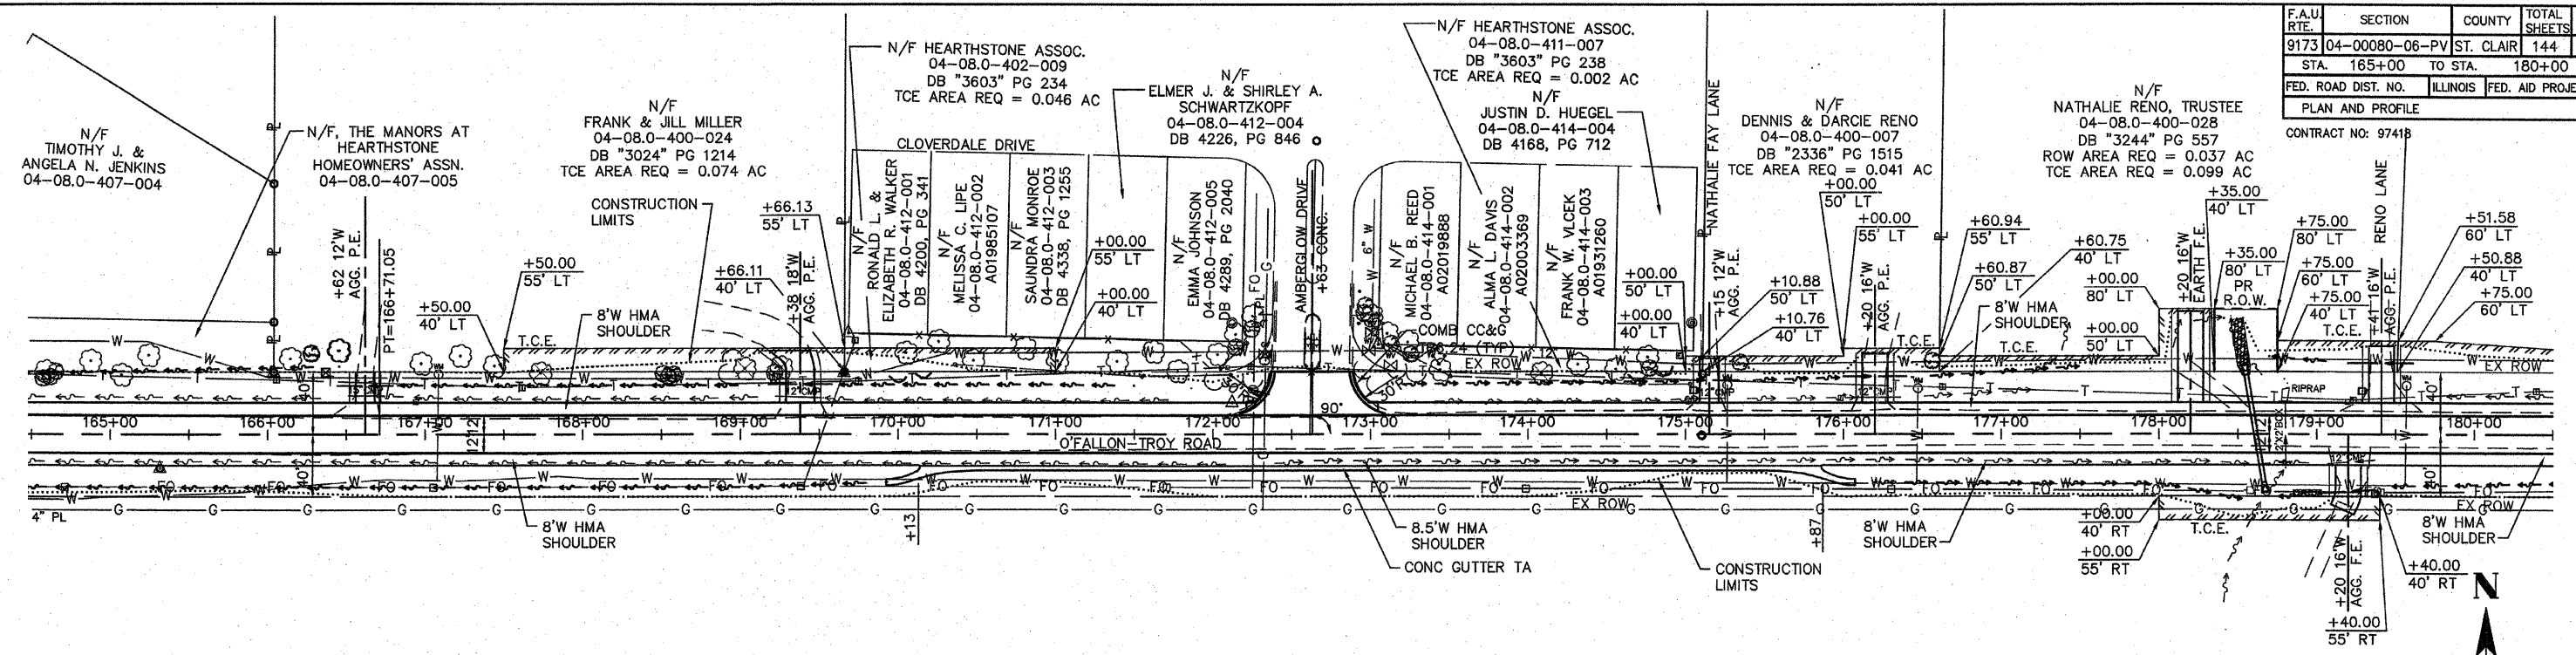 F.A.U. RTE.
SECTION
COUNTY
TOTAL SHEETS
9173
04-00080-06-PV
ST. CLAIR
144
STA. 165+00 TO STA. 180+00
FED. ROAD DIST. NO.
ILLINOIS
FED. AID PROJE
PLAN AND PROFILE
CONTRACT NO: 97418
N/F
TIMOTHY J. &
ANGELA N. JENKINS
04-08.0-407-004
N/F, THE MANORS AT
HEARTHSTONE
HOMEOWNERS' ASSN.
04-08.0-407-005
N/F
FRANK & JILL MILLER
04-08.0-400-024
DB "3024" PG 1214
TCE AREA REQ = 0.074 AC
N/F HEARTHSTONE ASSOC.
04-08.0-402-009
DB "3603" PG 234
TCE AREA REQ = 0.046 AC
N/F
ELMER J. & SHIRLEY A.
SCHWARTZKOPF
04-08.0-412-004
DB 4226, PG 846
N/F HEARTHSTONE ASSOC.
04-08.0-411-007
DB "3603" PG 238
TCE AREA REQ = 0.002 AC
N/F
JUSTIN D. HUEGEL
04-08.0-414-004
DB 4168, PG 712
NATHALIE FAY LANE
N/F
DENNIS & DARCIE RENO
04-08.0-400-007
DB "2336" PG 1515
TCE AREA REQ = 0.041 AC
N/F
NATHALIE RENO, TRUSTEE
04-08.0-400-028
DB "3244" PG 557
ROW AREA REQ = 0.037 AC
TCE AREA REQ = 0.099 AC
RENO LANE
CLOVERDALE DRIVE
CONSTRUCTION
LIMITS
N/F
RONALD L. &
ELIZABETH R. WALKER
04-08.0-412-001
DB 4200, PG 341
N/F
MELISSA C. LIPE
04-08.0-412-002
A01985107
N/F
SAUNDRA MONROE
04-08.0-412-003
DB 4338, PG 1255
N/F
EMMA JOHNSON
04-08.0-412-005
DB 4289, PG 2040
AMBERGLOW DRIVE
+63 CONC.
6" W
N/F
MICHAEL B. REED
04-08.0-414-001
A02019888
N/F
ALMA L. DAVIS
04-08.0-414-002
A02003369
N/F
FRANK W. VLCEK
04-08.0-414-003
A01931260
+62 12'W
AGG. P.E.
PT=166+71.05
+50.00
40' LT
+50.00
55' LT
8'W HMA
SHOULDER
T.C.E.
+66.13
55' LT
+66.11
40' LT
+38 18'W
AGG. P.E.
+00.00
55' LT
+00.00
40' LT
COMB CC&G
EX ROW
+00.00
50' LT
+00.00
40' LT
+15 12'W
AGG. P.E.
+10.88
50' LT
+10.76
40' LT
+00.00
50' LT
+00.00
55' LT
+20 16'W
AGG. P.E.
T.C.E.
+60.94
55' LT
+60.87
50' LT
+60.75
40' LT
8'W HMA
SHOULDER
T.C.E.
+00.00
80' LT
+00.00
50' LT
+20 16'W
EARTH F.E.
+35.00
40' LT
+35.00
80' LT
PR
R.O.W.
+75.00
80' LT
+75.00
60' LT
+75.00
40' LT
T.C.E.
+41 16'W
AGG. P.E.
+51.58
60' LT
+50.88
40' LT
+75.00
60' LT
EX ROW
RIPRAP
165+00
166+00
167+00
168+00
169+00
170+00
171+00
172+00
173+00
174+00
175+00
176+00
177+00
178+00
179+00
180+00
90°
O'FALLON-TROY ROAD
4" PL
8'W HMA
SHOULDER
+13
8.5'W HMA
SHOULDER
CONC GUTTER TA
EX ROW
CONSTRUCTION
LIMITS
+87
8'W HMA
SHOULDER
+00.00
40' RT
+00.00
55' RT
T.C.E.
+20 16'W
AGG. F.E.
+40.00
40' RT
+40.00
55' RT
EX ROW
8'W HMA
SHOULDER
N